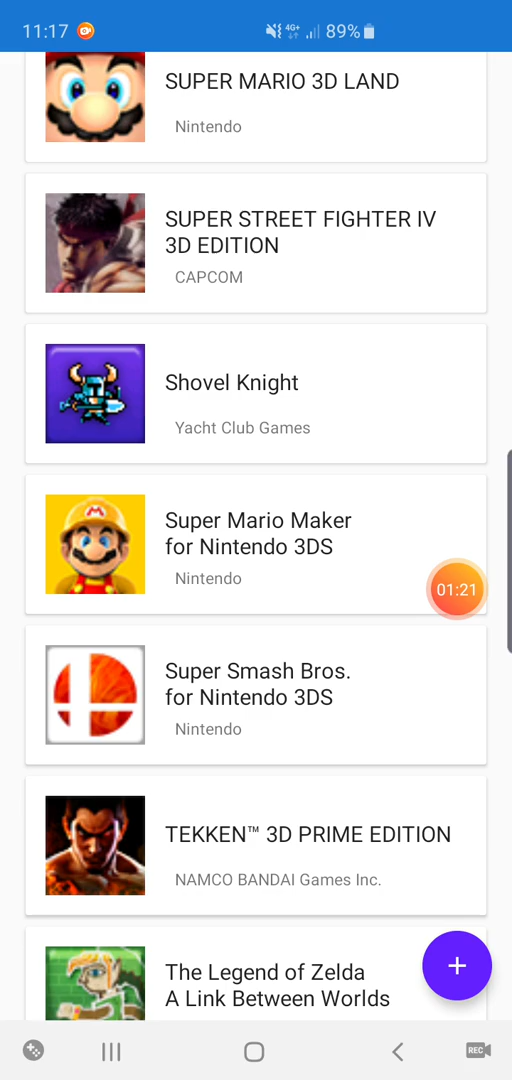 11:17
4G+
89%
SUPER MARIO 3D LAND
Nintendo
SUPER STREET FIGHTER IV
3D EDITION
CAPCOM
Shovel Knight
Yacht Club Games
Super Mario Maker
for Nintendo 3DS
Nintendo
01:21
Super Smash Bros.
for Nintendo 3DS
Nintendo
TEKKEN™ 3D PRIME EDITION
NAMCO BANDAI Games Inc.
The Legend of Zelda
A Link Between Worlds
+
REC